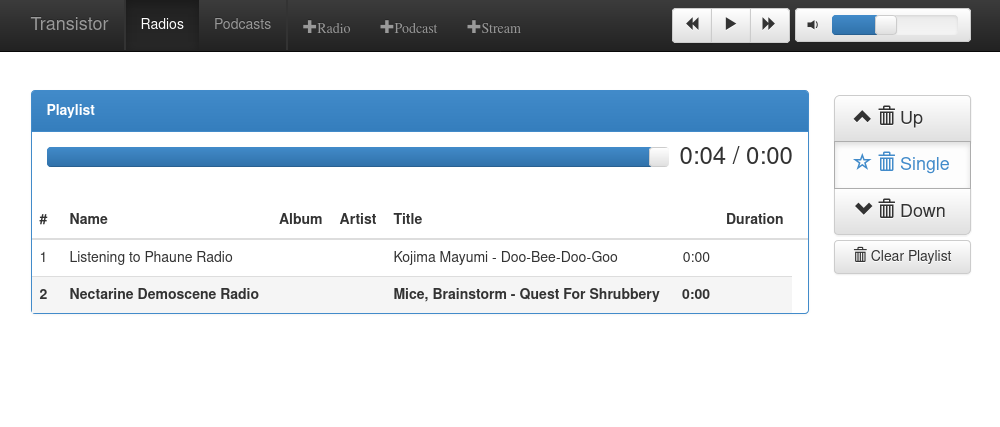 Transistor Radios Podcasts Radio Podcast Stream
Playlist
0:04 / 0:00
# Name Album Artist Title Duration
1 Listening to Phaune Radio Kojima Mayumi - Doo-Bee-Doo-Goo 0:00
2 Nectarine Demoscene Radio Mice, Brainstorm - Quest For Shrubbery 0:00
Up
Single
Down
Clear Playlist